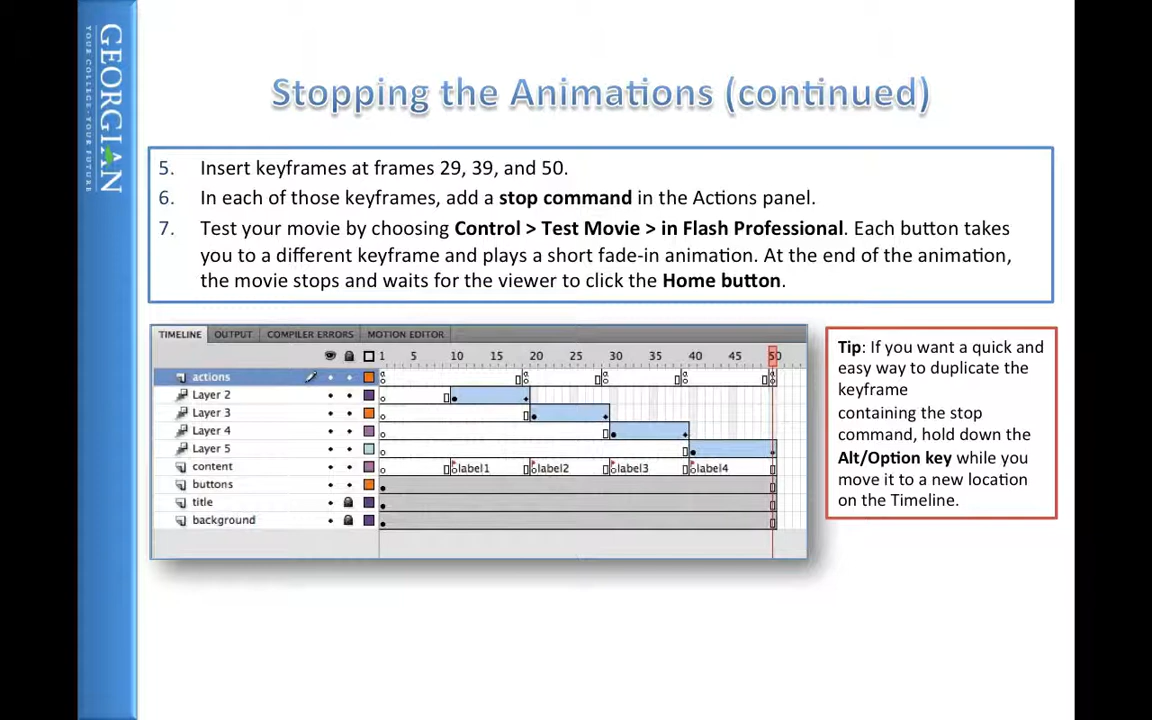 GEORGIAN
YOUR COLLEGE · YOUR FUTURE
Stopping the Animations (continued)
5. Insert keyframes at frames 29, 39, and 50.
6. In each of those keyframes, add a stop command in the Actions panel.
7. Test your movie by choosing Control > Test Movie > in Flash Professional. Each button takes
you to a different keyframe and plays a short fade-in animation. At the end of the animation,
the movie stops and waits for the viewer to click the Home button.
TIMELINE OUTPUT COMPILER ERRORS MOTION EDITOR
1 5 10 15 20 25 30 35 40 45 50
actions
Layer 2
Layer 3
Layer 4
Layer 5
content label1 label2 label3 label4
buttons
title
background
Tip: If you want a quick and
easy way to duplicate the
keyframe
containing the stop
command, hold down the
Alt/Option key while you
move it to a new location
on the Timeline.